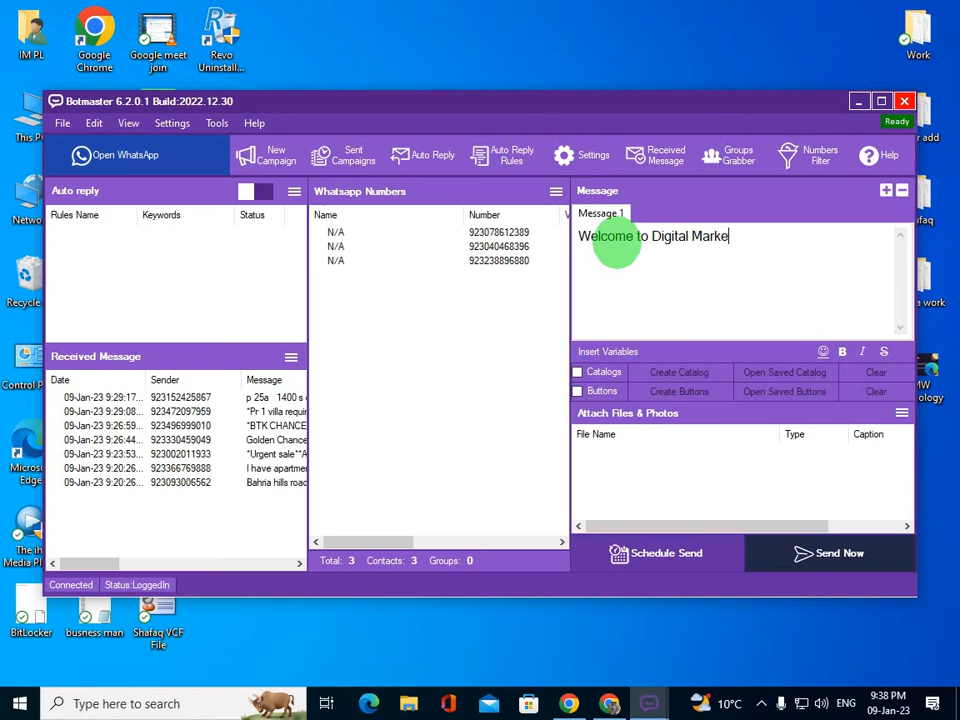 IM PL
Google
Chrome
Google meet
join
Revo
Uninstall...
Work
Botmaster 6.2.0.1 Build:2022.12.30
File Edit View Settings Tools Help
Ready
Open WhatsApp
New
Campaign
Sent
Campaigns
Auto Reply
Auto Reply
Rules
Settings
Received
Message
Groups
Grabber
Numbers
Filter
Help
Auto reply
Rules Name Keywords Status
Whatsapp Numbers
Name Number
N/A 923078612389
N/A 923040468396
N/A 923238896880
Message
Message 1
Welcome to Digital Marke
Insert Variables B I S
Catalogs Create Catalog Open Saved Catalog Clear
Buttons Create Buttons Open Saved Buttons Clear
Attach Files & Photos
File Name Type Caption
Received Message
Date Sender Message
09-Jan-23 9:29:17... 923152425867 p 25a 1400 s
09-Jan-23 9:29:08... 923472097959 *Pr 1 villa requir
09-Jan-23 9:26:59... 923496999010 *BTK CHANCE
09-Jan-23 9:26:44... 923330459049 Golden Chance
09-Jan-23 9:23:53... 923002011933 *Urgent sale**A
09-Jan-23 9:20:26... 923366769888 I have apartme
09-Jan-23 9:20:26... 923093006562 Bahria hills road
Total: 3 Contacts: 3 Groups: 0
Schedule Send
Send Now
Connected Status:LoggedIn
This P
Netwo
Recycle
Control P
Microso
Edge
The i
Media Pl
BitLocker
busness man
Shafaq VCF
File
Type here to search
10°C
ENG
9:38 PM
09-Jan-23